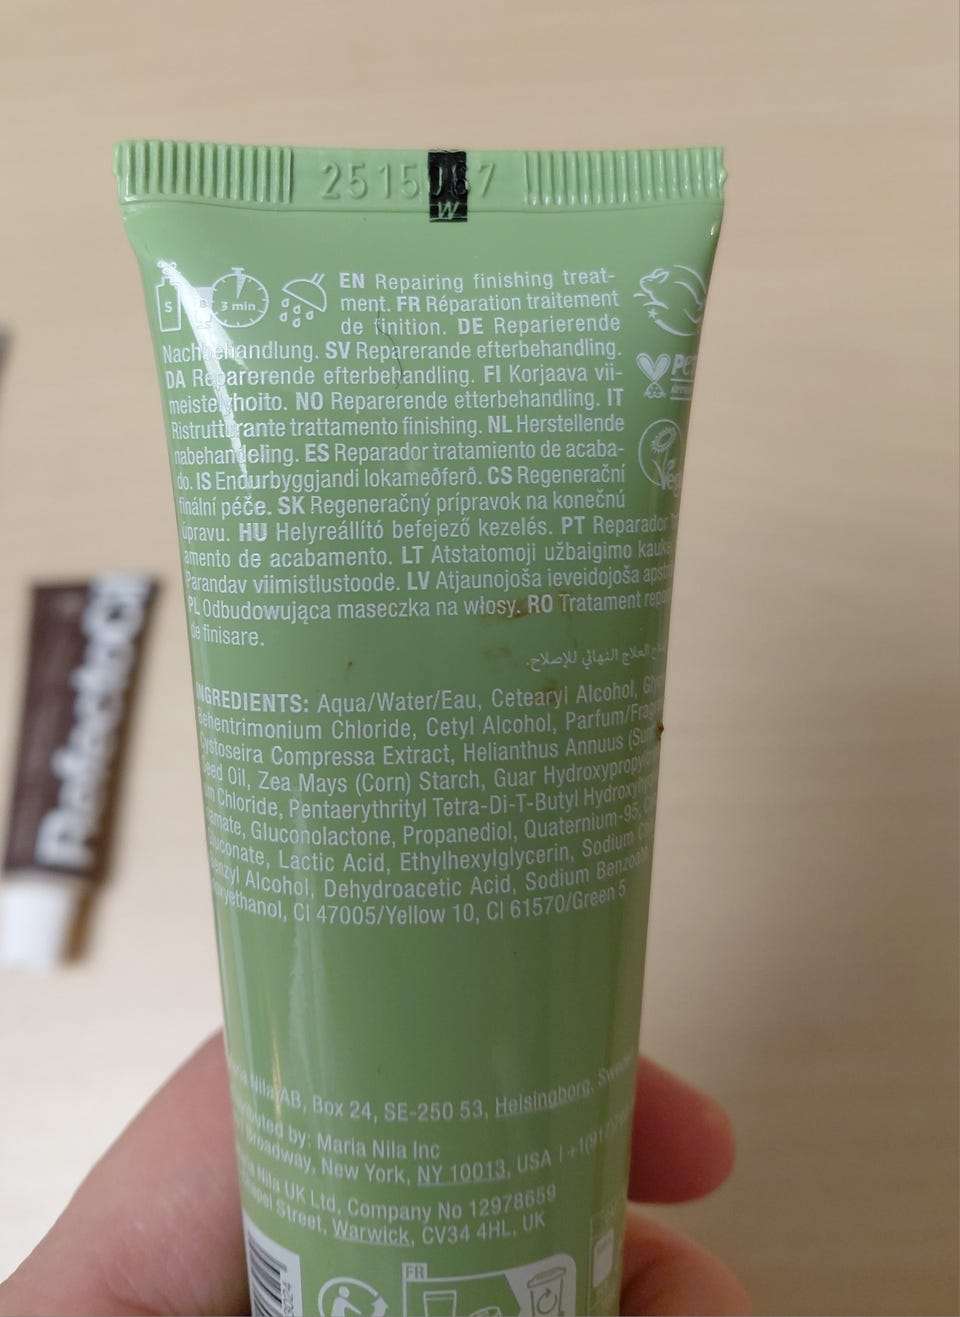 2515067
W
S
3 min
EN Repairing finishing treat-
ment. FR Réparation traitement
de finition. DE Reparierende
Nachbehandlung. SV Reparerande efterbehandling.
DA Reparerende efterbehandling. FI Korjaava vii-
meistelyhoito. NO Reparerende etterbehandling. IT
Ristrutturante trattamento finishing. NL Herstellende
nabehandeling. ES Reparador tratamiento de acaba-
do. IS Endurbyggjandi lokameðferð. CS Regenerační
finální péče. SK Regeneračný prípravok na konečnú
úpravu. HU Helyreállító befejező kezelés. PT Reparador
amento de acabamento. LT Atstatomoji užbaigimo
Parandav viimistlustoode. LV Atjaunojoša ieveidojoša
PL Odbudowująca maseczka na włosy. RO Tratament
de finisare.
العلاج النهائي للإصلاح.
INGREDIENTS: Aqua/Water/Eau, Cetearyl Alcohol,
Behentrimonium Chloride, Cetyl Alcohol, Parfum/
Cystoseira Compressa Extract, Helianthus Annuus
Seed Oil, Zea Mays (Corn) Starch, Guar
Chloride, Pentaerythrityl Tetra-Di-T-Butyl
Gluconolactone, Propanediol, Quaternium-95,
Lactic Acid, Ethylhexylglycerin, Sodium
Benzyl Alcohol, Dehydroacetic Acid, Sodium
CI 47005/Yellow 10, CI 61570/Green 5
Nila AB, Box 24, SE-250 53, Helsingborg,
by: Maria Nila Inc
Broadway, New York, NY 10013, USA
Nila UK Ltd, Company No 12978659
Street, Warwick, CV34 4HL, UK
FR